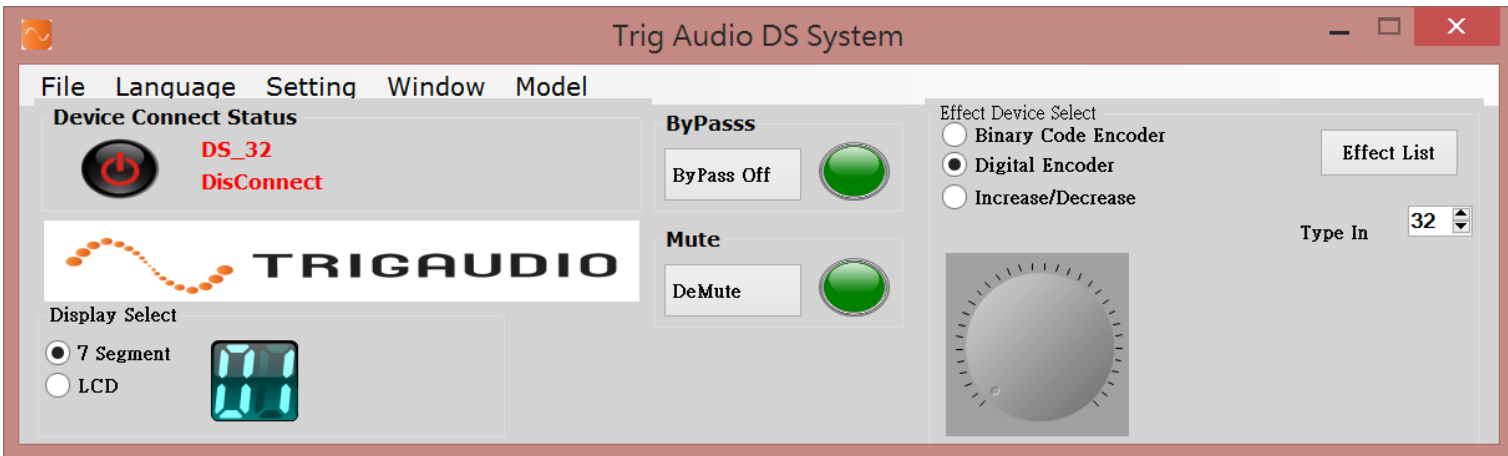 Trig Audio DS System
File Language Setting Window Model
Device Connect Status
DS_32
DisConnect
TRIGAUDIO
Display Select
7 Segment
LCD
01
ByPasss
ByPass Off
Mute
DeMute
Effect Device Select
Binary Code Encoder
Digital Encoder
Increase/Decrease
Effect List
Type In
32